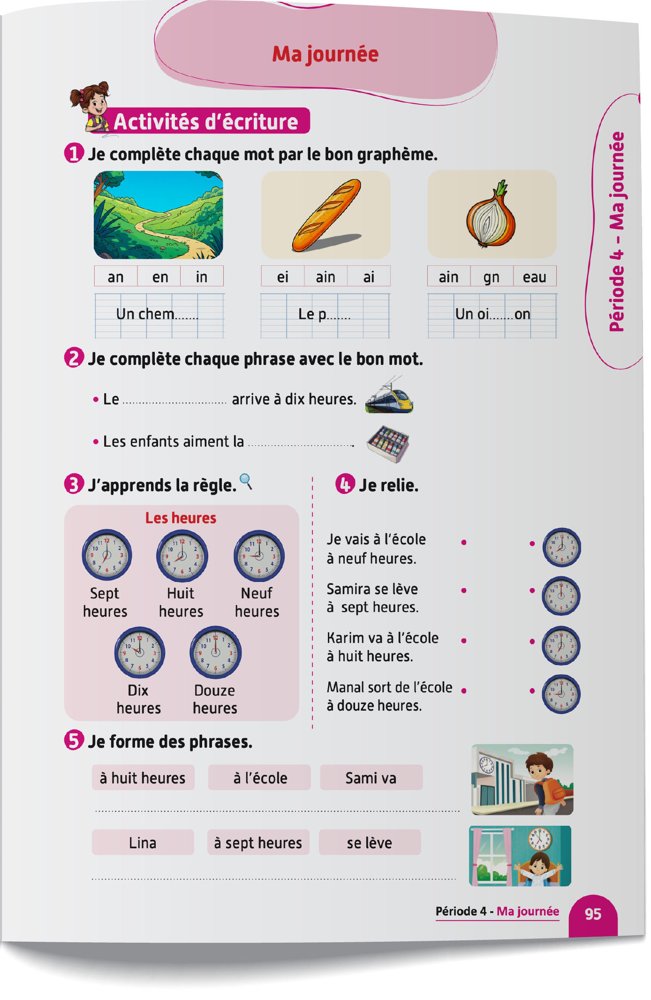 Ma journée
Activités d'écriture
1 Je complète chaque mot par le bon graphème.
an en in
ei ain ai
ain gn eau
Un chem.......
Le p.......
Un oi.......on
2 Je complète chaque phrase avec le bon mot.
• Le ................................ arrive à dix heures.
• Les enfants aiment la ................................ .
3 J'apprends la règle.
Les heures
Sept
heures
Huit
heures
Neuf
heures
Dix
heures
Douze
heures
4 Je relie.
Je vais à l'école
à neuf heures.
Samira se lève
à sept heures.
Karim va à l'école
à huit heures.
Manal sort de l'école
à douze heures.
5 Je forme des phrases.
à huit heures à l'école Sami va
Lina à sept heures se lève
Période 4 - Ma journée
95
Période 4 – Ma journée